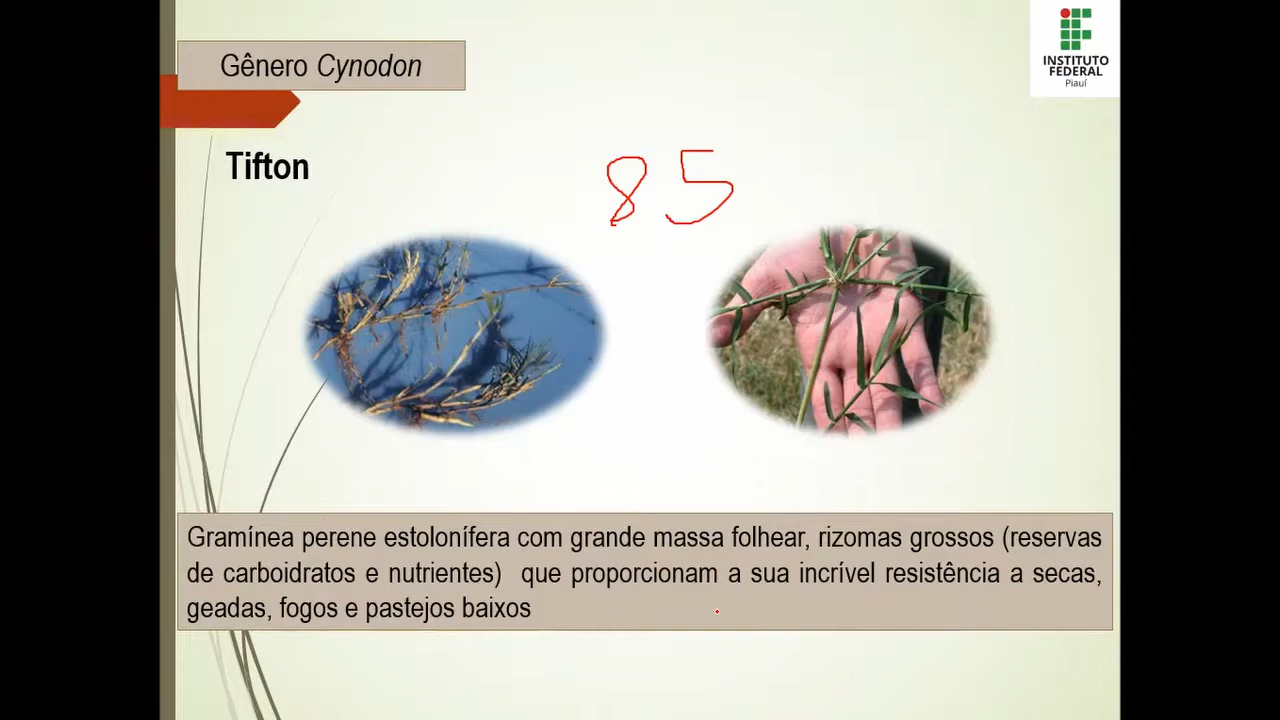 Gênero Cynodon
INSTITUTO
FEDERAL
Piauí
Tifton
85
Gramínea perene estolonífera com grande massa folhear, rizomas grossos (reservas
de carboidratos e nutrientes) que proporcionam a sua incrível resistência a secas,
geadas, fogos e pastejos baixos